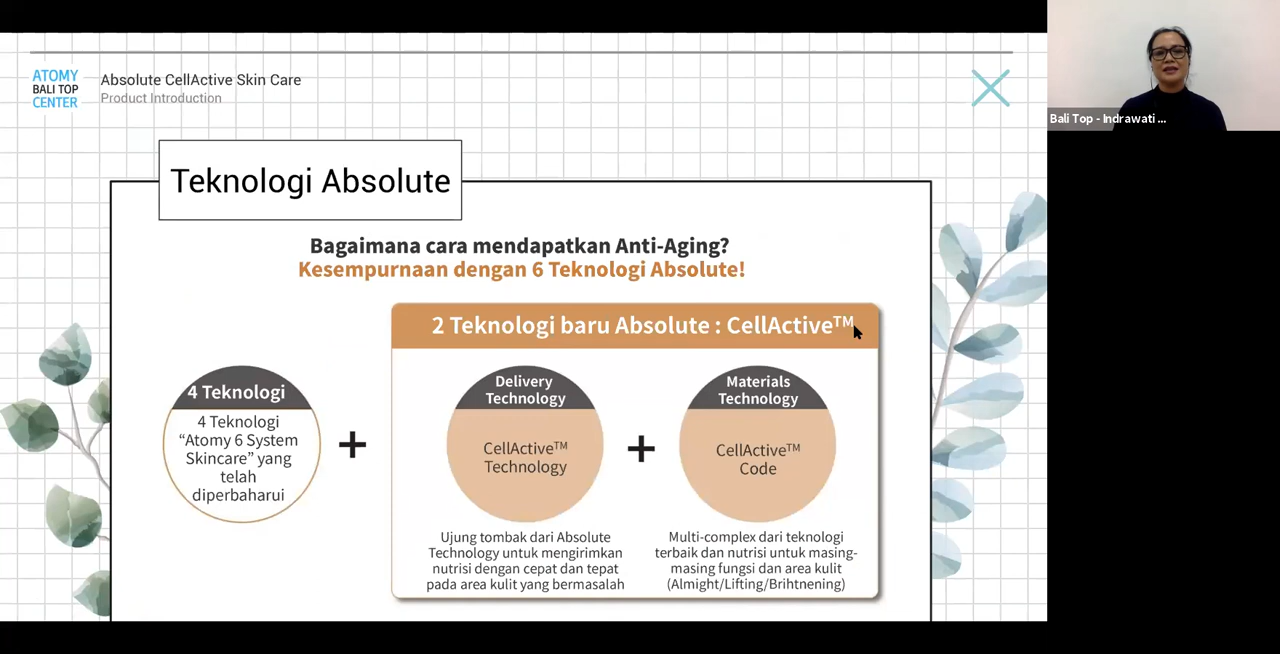 ATOMY
BALI TOP
CENTER
Absolute CellActive Skin Care
Product Introduction
Bali Top - Indrawati ...
Teknologi Absolute
Bagaimana cara mendapatkan Anti-Aging?
Kesempurnaan dengan 6 Teknologi Absolute!
2 Teknologi baru Absolute : CellActive™
4 Teknologi
4 Teknologi
“Atomy 6 System
Skincare” yang
telah
diperbaharui
+
Delivery
Technology
CellActive™
Technology
Ujung tombak dari Absolute
Technology untuk mengirimkan
nutrisi dengan cepat dan tepat
pada area kulit yang bermasalah
+
Materials
Technology
CellActive™
Code
Multi-complex dari teknologi
terbaik dan nutrisi untuk masing-
masing fungsi dan area kulit
(Almight/Lifting/Brihtnening)